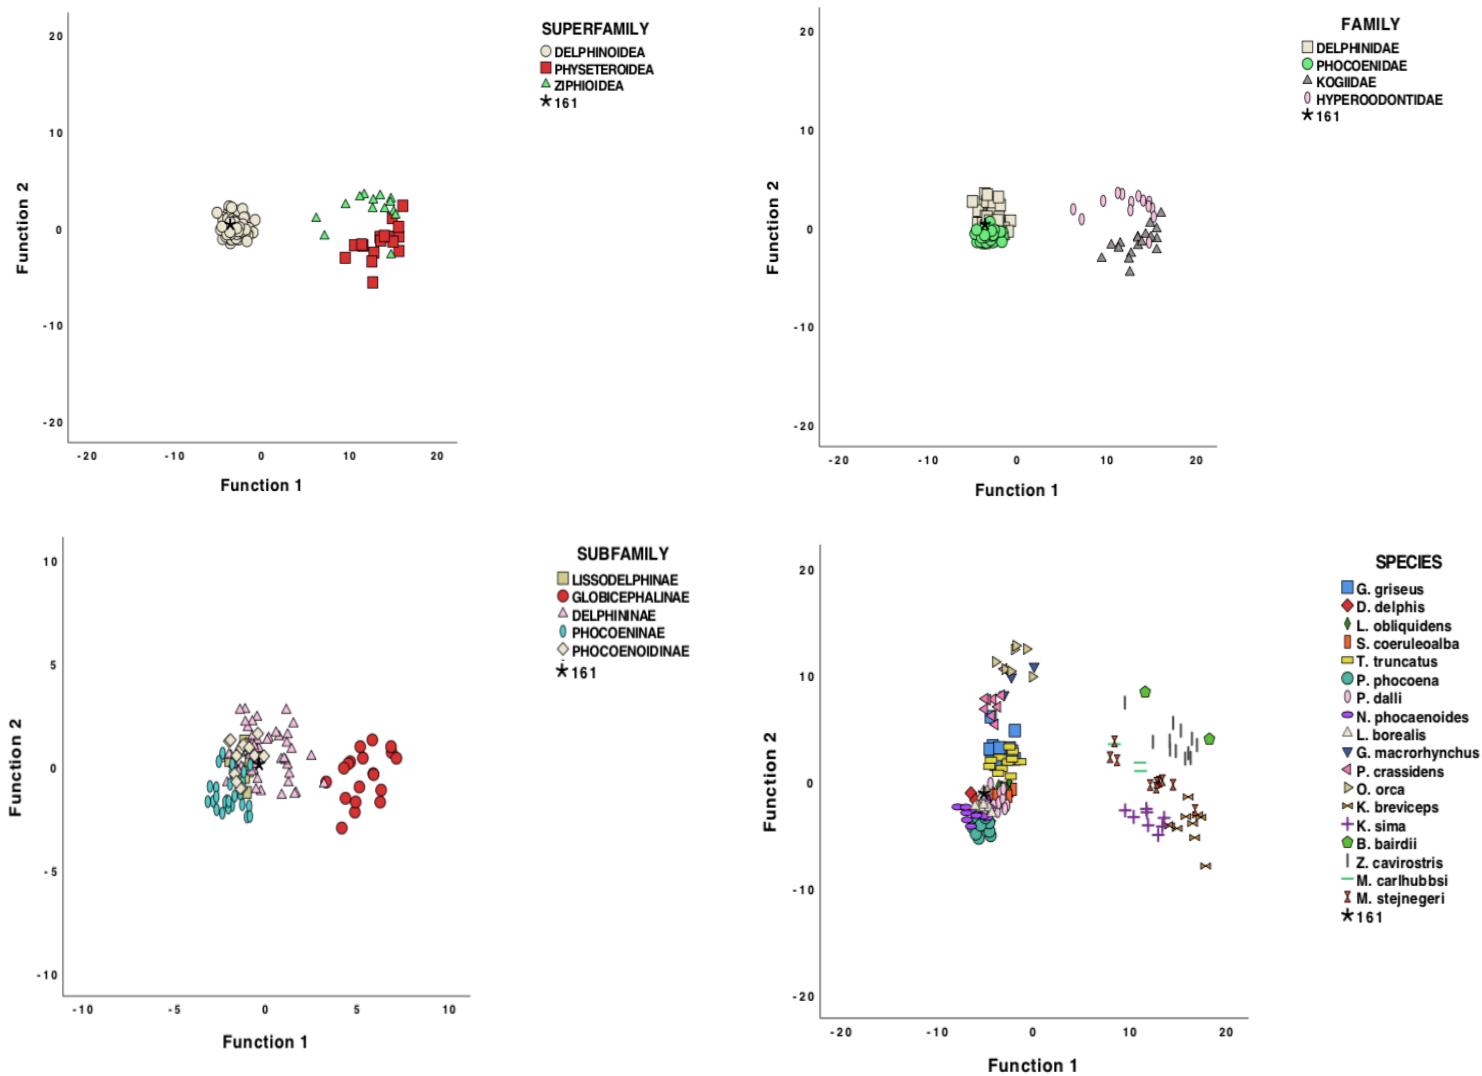 SUPERFAMILY
DELPHINOIDEA
PHYSETEROIDEA
ZIPHIOIDEA
161
20
10
0
-10
-20
Function 2
-20 -10 0 10 20
Function 1
FAMILY
DELPHINIDAE
PHOCOENIDAE
KOGIIDAE
HYPEROODONTIDAE
161
20
10
0
-10
-20
Function 2
-20 -10 0 10 20
Function 1
SUBFAMILY
LISSODELPHINAE
GLOBICEPHALINAE
DELPHININAE
PHOCOENINAE
PHOCOENOIDINAE
161
10
5
0
-5
-10
Function 2
-10 -5 0 5 10
Function 1
SPECIES
G. griseus
D. delphis
L. obliquidens
S. coeruleoalba
T. truncatus
P. phocoena
P. dalli
N. phocaenoides
L. borealis
G. macrorhynchus
P. crassidens
O. orca
K. breviceps
K. sima
B. bairdii
Z. cavirostris
M. carlhubbsi
M. stejnegeri
161
20
10
0
-10
-20
Function 2
-20 -10 0 10 20
Function 1